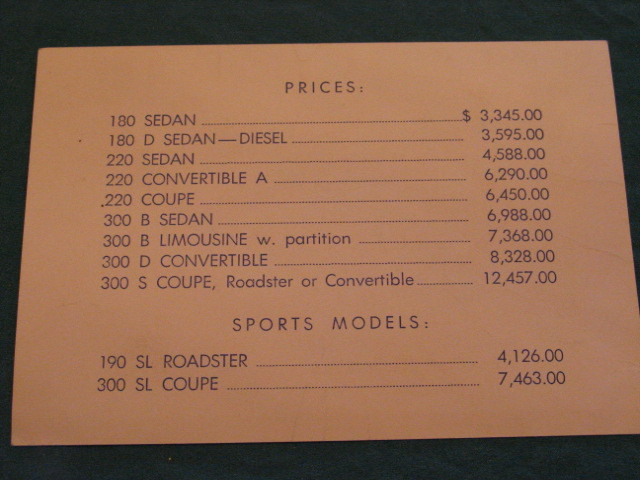 PRICES:
180 SEDAN $ 3,345.00
180 D SEDAN—DIESEL 3,595.00
220 SEDAN 4,588.00
220 CONVERTIBLE A 6,290.00
220 COUPE 6,450.00
300 B SEDAN 6,988.00
300 B LIMOUSINE w. partition 7,368.00
300 D CONVERTIBLE 8,328.00
300 S COUPE, Roadster or Convertible 12,457.00
SPORTS MODELS:
190 SL ROADSTER 4,126.00
300 SL COUPE 7,463.00